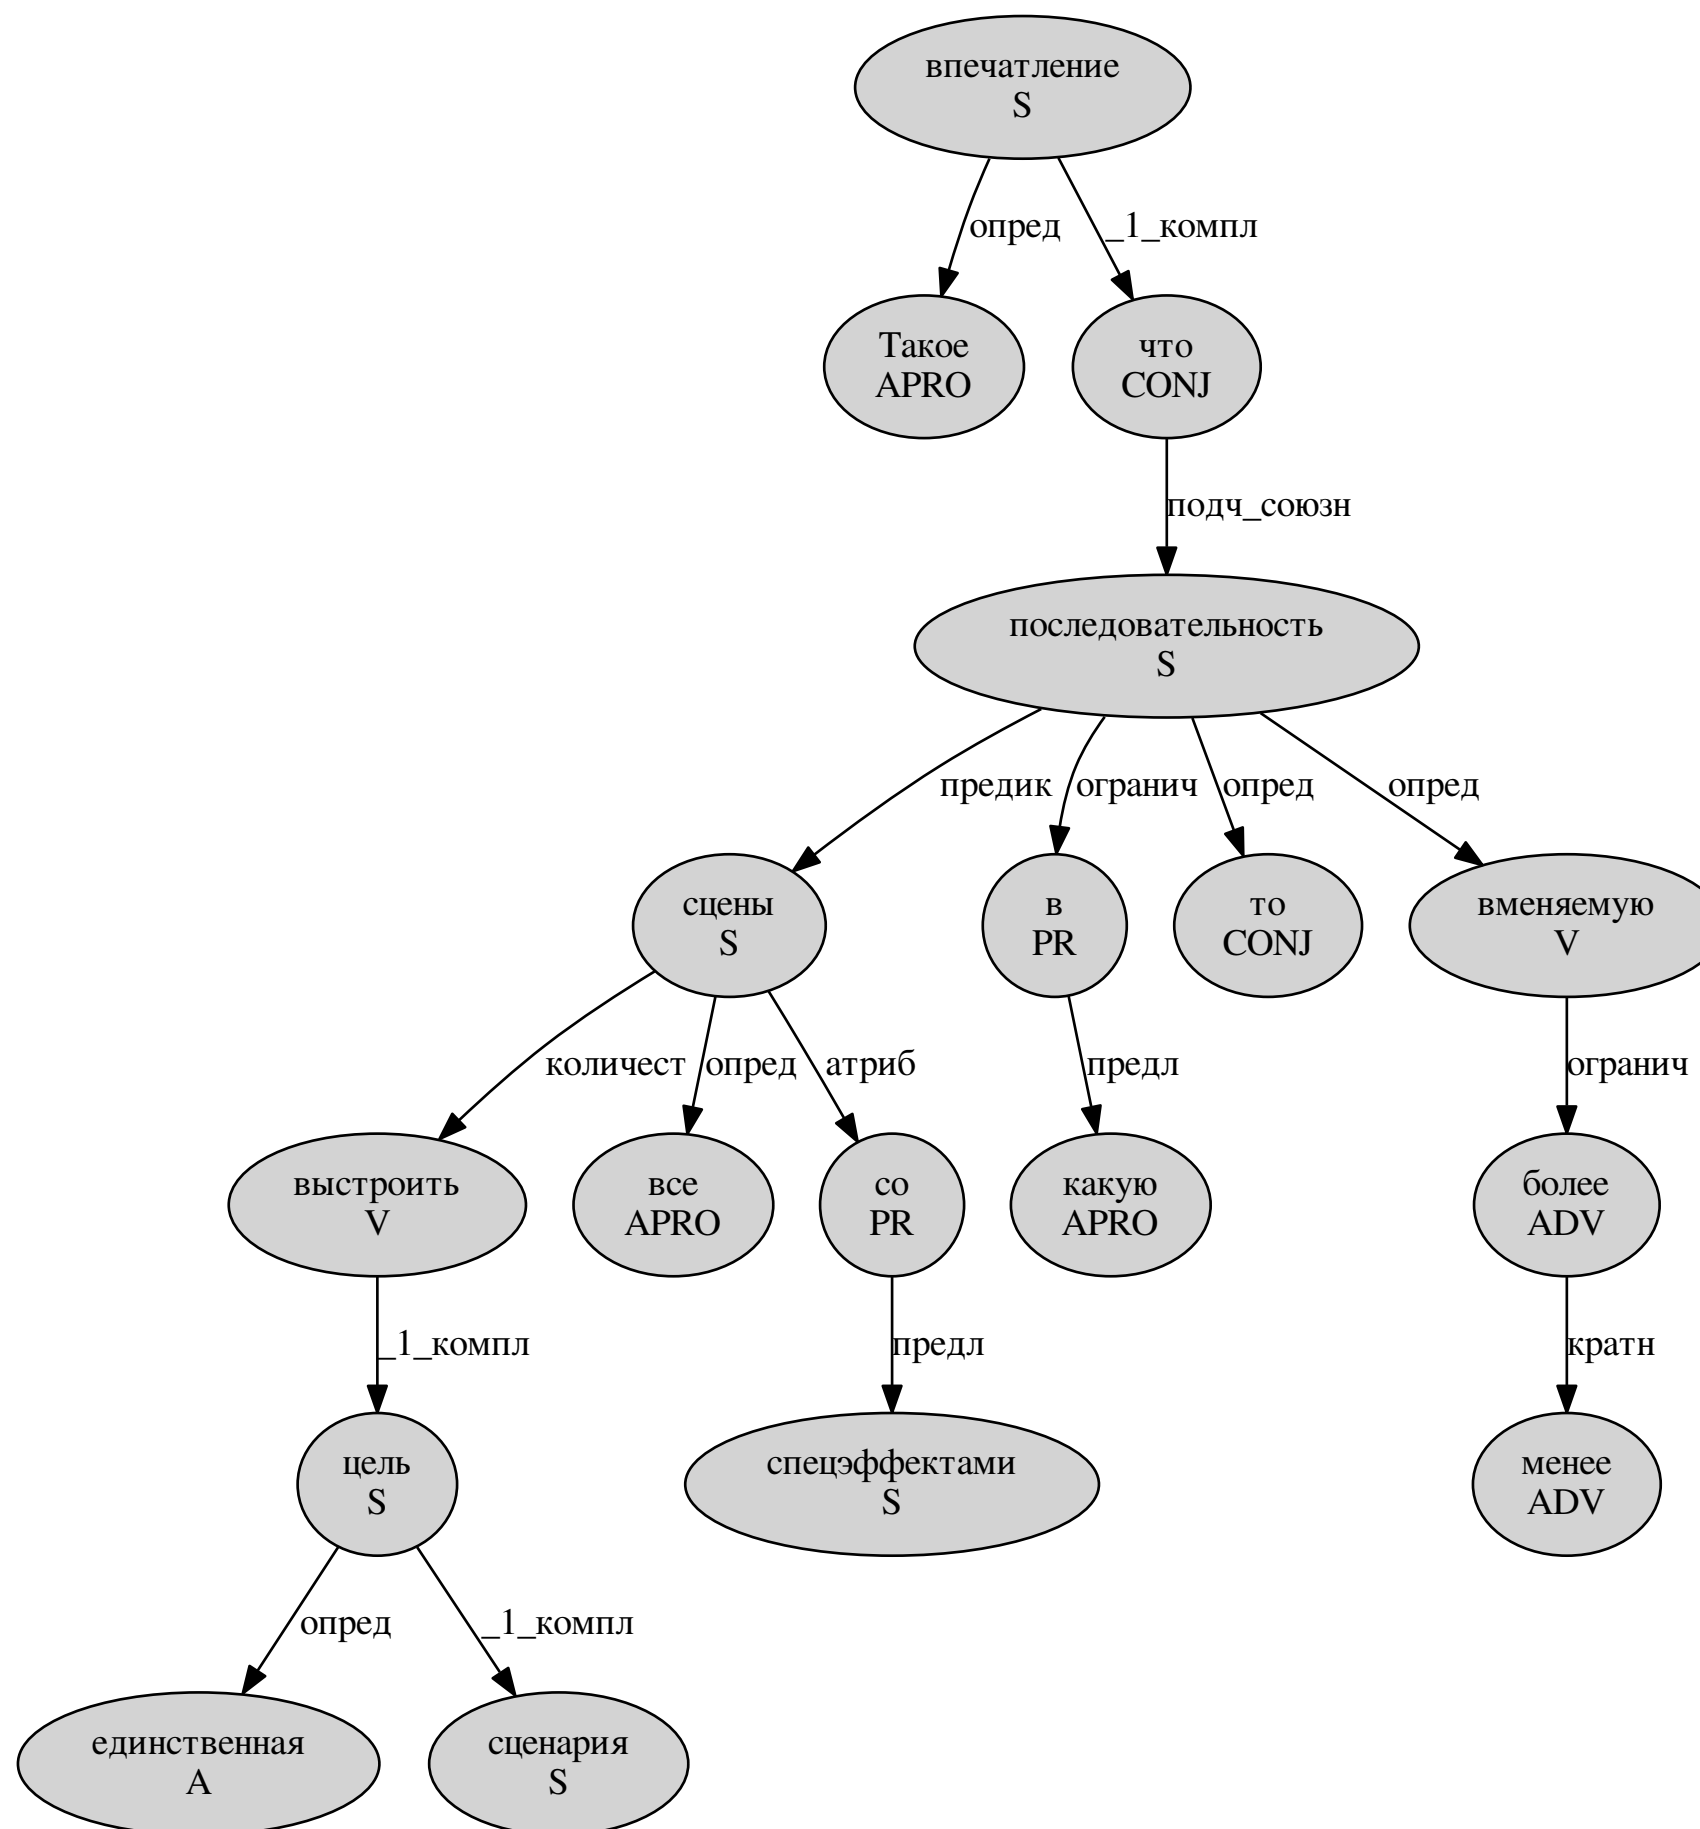 впечатление
S
опред
_1_компл
Такое
APRO
что
CONJ
подч_союзн
последовательность
S
предик
огранич
опред
опред
сцены
S
в
PR
то
CONJ
вменяемую
V
количест
опред
атриб
предл
огранич
выстроить
V
все
APRO
со
PR
какую
APRO
более
ADV
_1_компл
предл
кратн
цель
S
спецэффектами
S
менее
ADV
опред
_1_компл
единственная
A
сценария
S